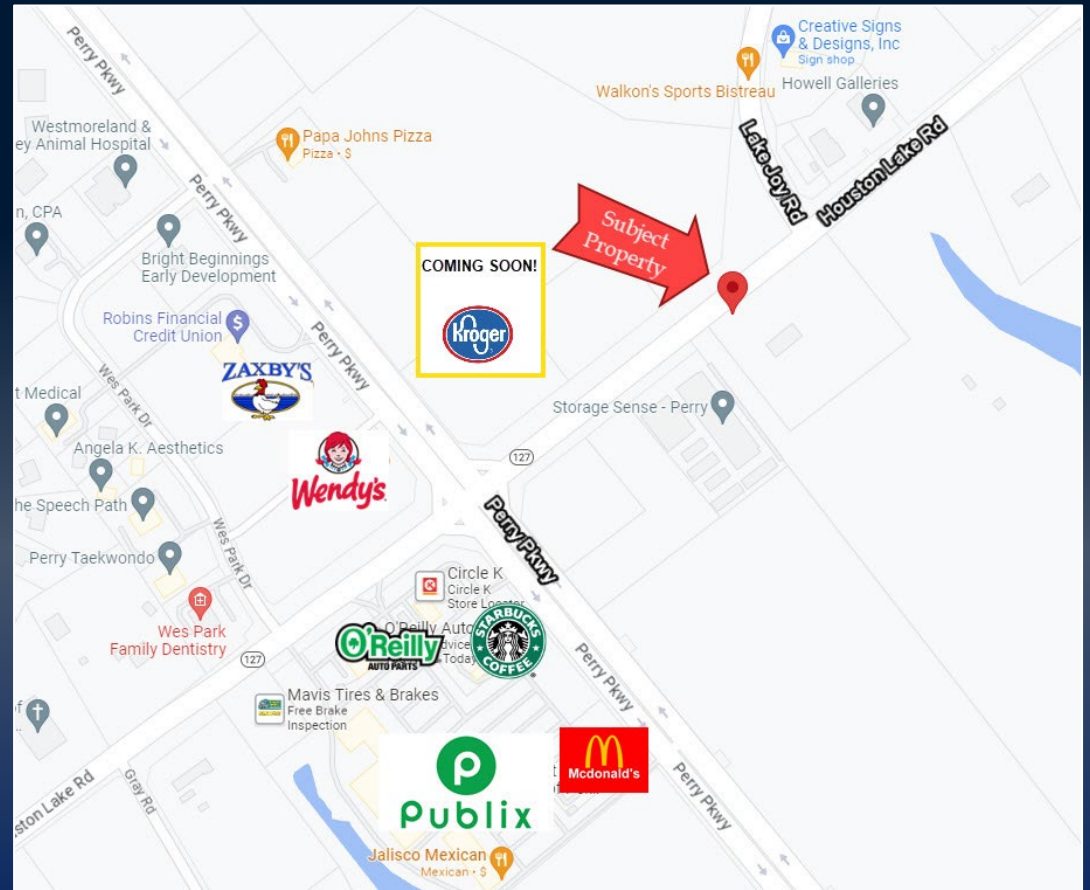 Perry Pkwy
Creative Signs
& Designs, Inc
Sign shop
Walkon's Sports Bistreau
Howell Galleries
Westmoreland &
ey Animal Hospital
Papa Johns Pizza
Pizza · $
Lake Joy Rd
Houston Lake Rd
Perry Pkwy
n, CPA
Subject
Property
Bright Beginnings
Early Development
COMING SOON!
Kroger
Robins Financial
Credit Union
Perry Pkwy
ZAXBY'S
t Medical
Wes Park Dr
Storage Sense - Perry
Angela K. Aesthetics
127
Wendy's
he Speech Path
Perry Pkwy
Wes Park Dr
Perry Taekwondo
Circle K
Circle K
Store Locator
Wes Park
Family Dentistry
O'Reilly Auto
dvice
Today
O'Reilly
AUTO PARTS
STARBUCKS
COFFEE
127
Perry Pkwy
Mavis Tires & Brakes
Free Brake
Inspection
of
Mcdonald's
Publix
Perry Pkwy
ston Lake Rd
Gray Rd
Jalisco Mexican
Mexican · $